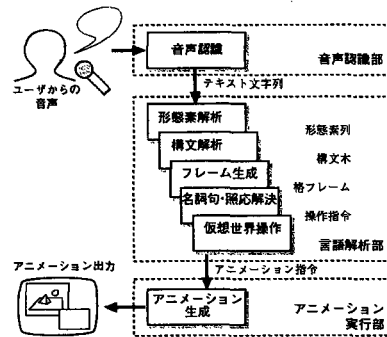 音声認識
音声認識部
ユーザからの
音声
テキスト文字列
形態素解析
形態素列
構文解析
構文木
フレーム生成
格フレーム
名詞句・照応解決
操作指令
仮想世界操作
言語解析部
アニメーション出力
アニメーション指令
アニメーション
生成
アニメーション
実行部